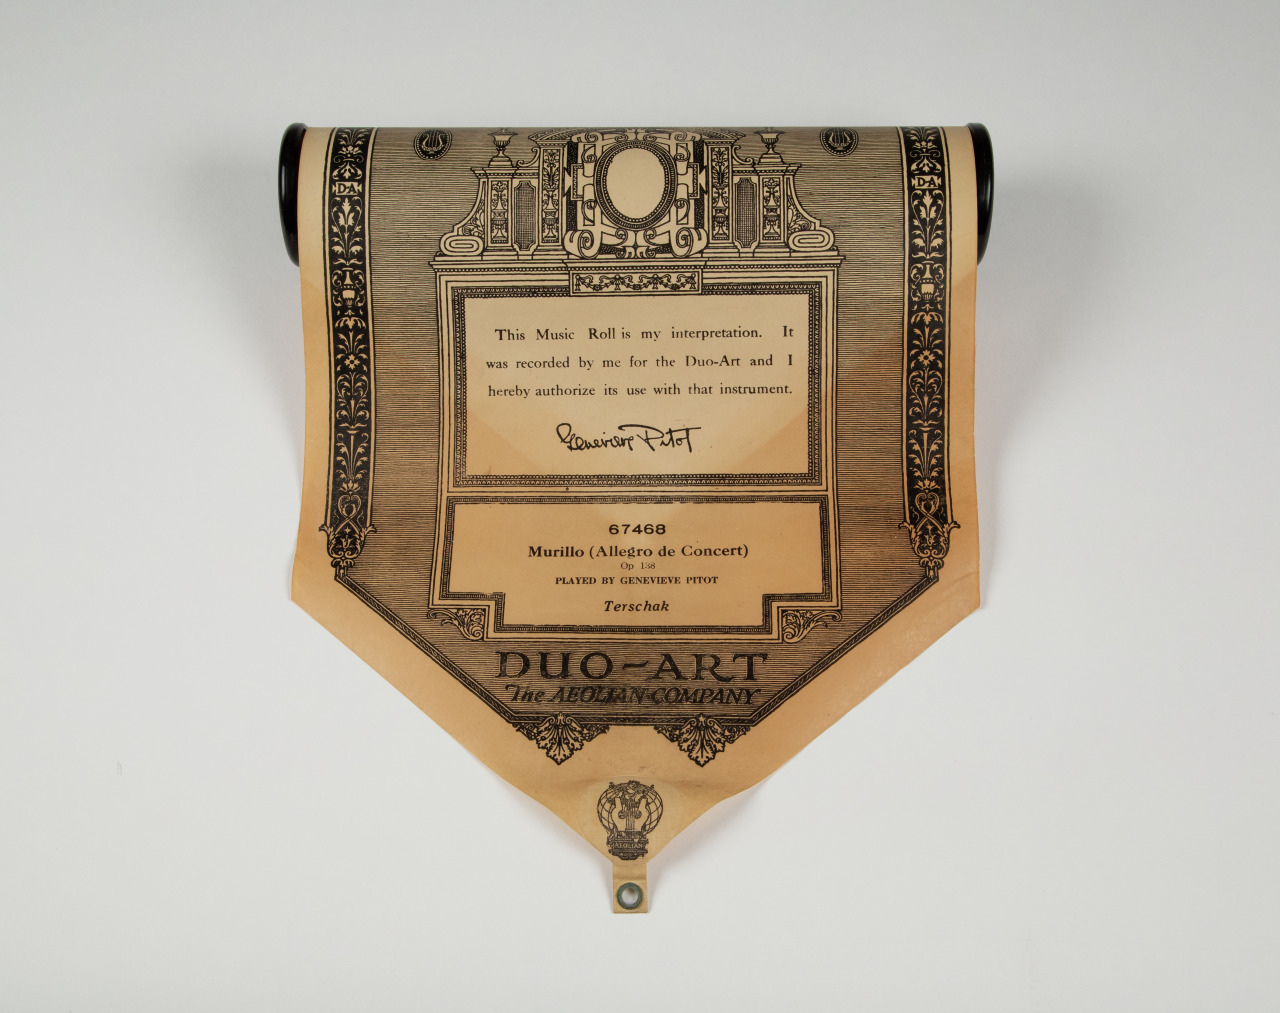 D-A D-A
This Music Roll is my interpretation. It
was recorded by me for the Duo-Art and I
hereby authorize its use with that instrument.
Genevieve Pitot
67468
Murillo (Allegro de Concert)
Op 138
PLAYED BY GENEVIEVE PITOT
Terschak
DUO-ART
The AEOLIAN COMPANY
AEOLIAN